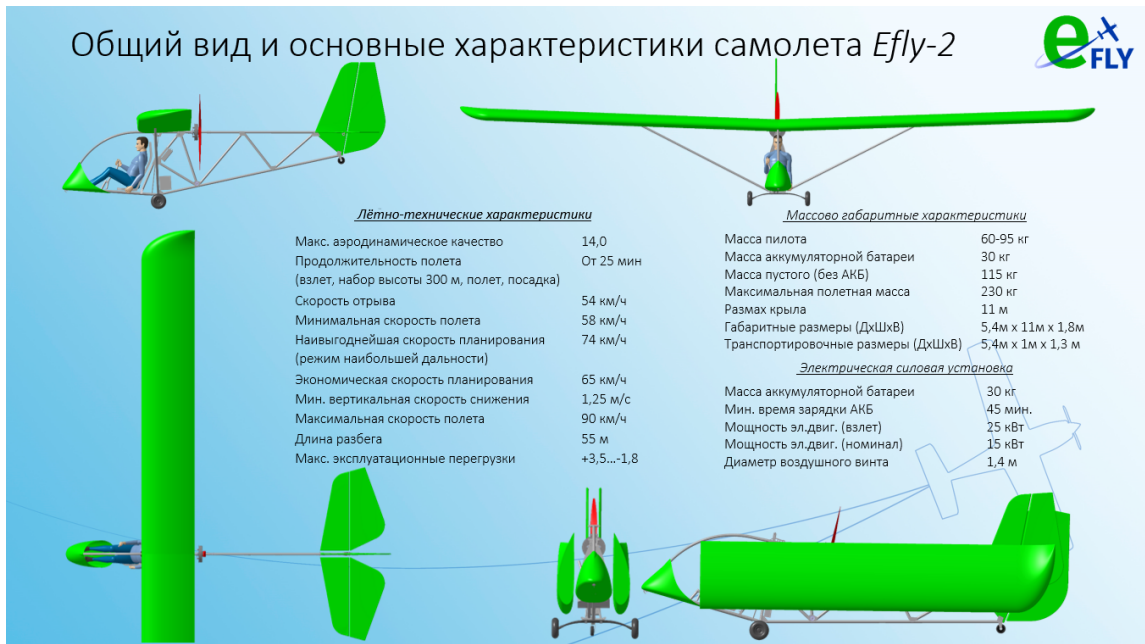 Общий вид и основные характеристики самолета Efly-2
e FLY
Лётно-технические характеристики
Макс. аэродинамическое качество 14,0
Продолжительность полета От 25 мин
(взлет, набор высоты 300 м, полет, посадка)
Скорость отрыва 54 км/ч
Минимальная скорость полета 58 км/ч
Наивыгоднейшая скорость планирования 74 км/ч
(режим наибольшей дальности)
Экономическая скорость планирования 65 км/ч
Мин. вертикальная скорость снижения 1,25 м/с
Максимальная скорость полета 90 км/ч
Длина разбега 55 м
Макс. эксплуатационные перегрузки +3,5...-1,8
Массово габаритные характеристики
Масса пилота 60-95 кг
Масса аккумуляторной батареи 30 кг
Масса пустого (без АКБ) 115 кг
Максимальная полетная масса 230 кг
Размах крыла 11 м
Габаритные размеры (ДхШхВ) 5,4м х 11м х 1,8м
Транспортировочные размеры (ДхШхВ) 5,4м х 1м х 1,3 м
Электрическая силовая установка
Масса аккумуляторной батареи 30 кг
Мин. время зарядки АКБ 45 мин.
Мощность эл.двиг. (взлет) 25 кВт
Мощность эл.двиг. (номинал) 15 кВт
Диаметр воздушного винта 1,4 м